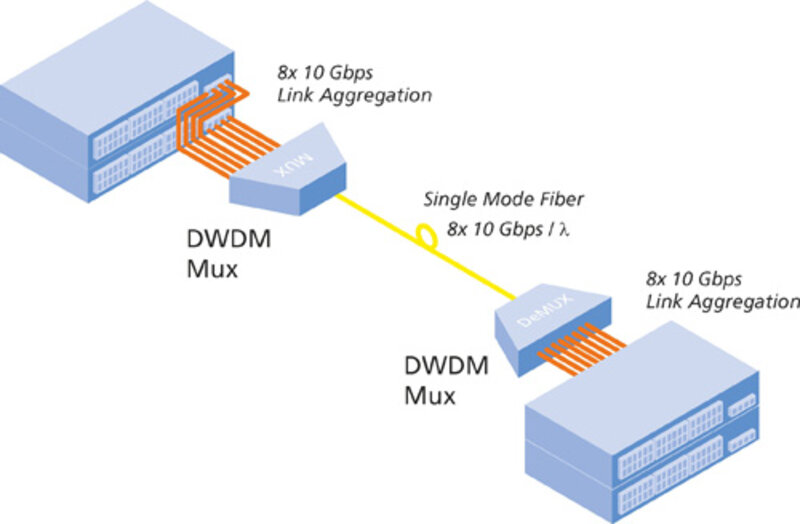 8x 10 Gbps
Link Aggregation
MUX
Single Mode Fiber
8x 10 Gbps / λ
DWDM
Mux
8x 10 Gbps
Link Aggregation
DeMUX
DWDM
Mux